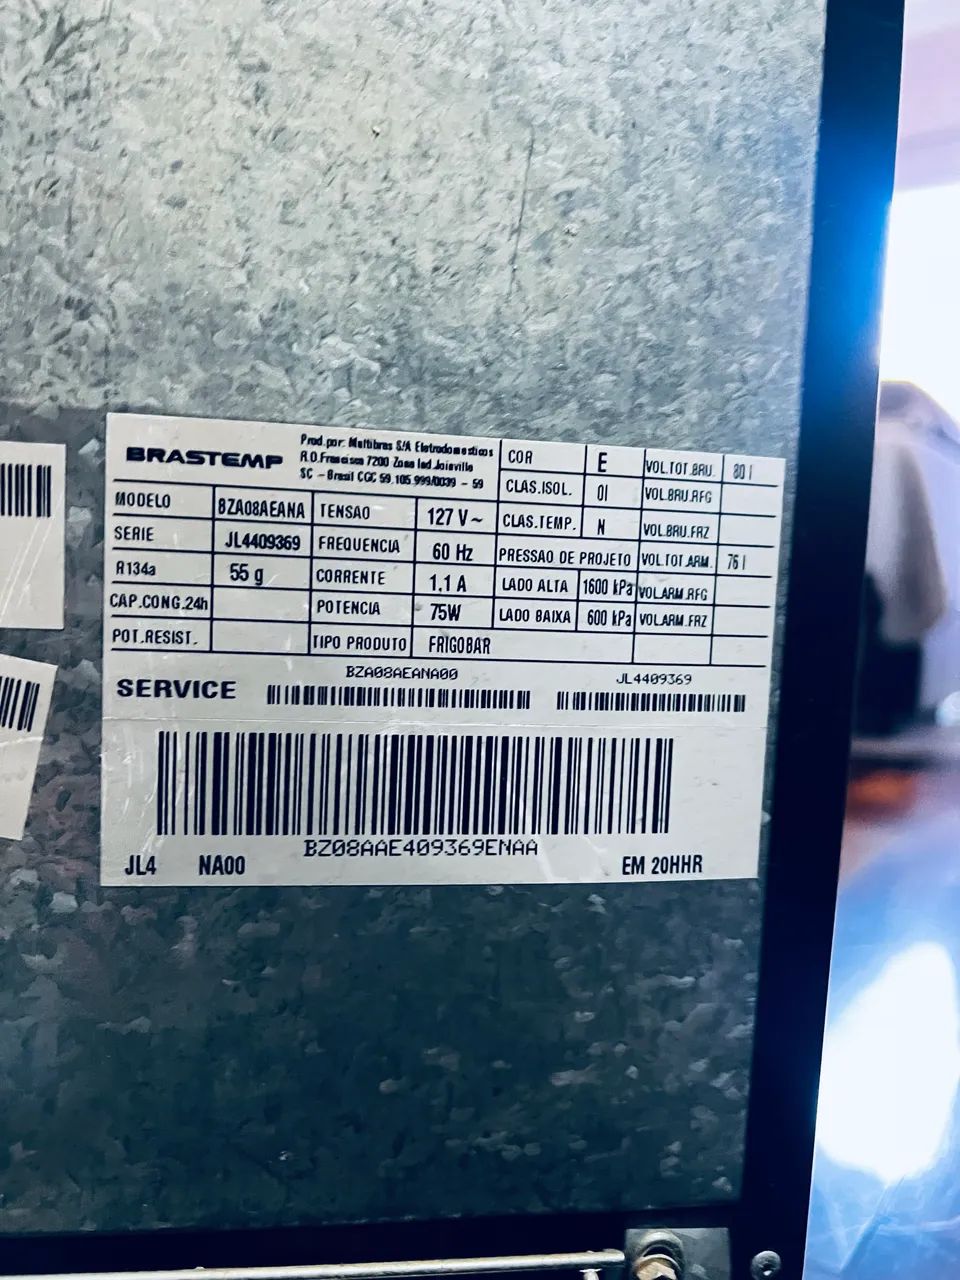 BRASTEMP
Prod.por: Multibras S/A Eletrodomesticos
R.D.Francisca 7200 Zona Ind.Joinville
SC - Brasil CGC 59.105.999/0039 - 59
MODELO BZA08AEANA
SERIE JL4409369
R134a 55 g
CAP.CONG.24h
POT.RESIST.
TENSAO 127 V~
FREQUENCIA 60 Hz
CORRENTE 1,1 A
POTENCIA 75W
TIPO PRODUTO FRIGOBAR
COR E
CLAS.ISOL. 01
CLAS.TEMP. N
PRESSAO DE PROJETO
LADO ALTA 1600 kPa
LADO BAIXA 600 kPa
VOL.TOT.BRU. 80 l
VOL.BRU.RFG
VOL.BRU.FRZ
VOL.TOT.ARM. 76 l
VOL.ARM.RFG
VOL.ARM.FRZ
SERVICE
BZA08AEANA00
JL4409369
BZ08AAE409369ENAA
JL4 NA00 EM 20HHR